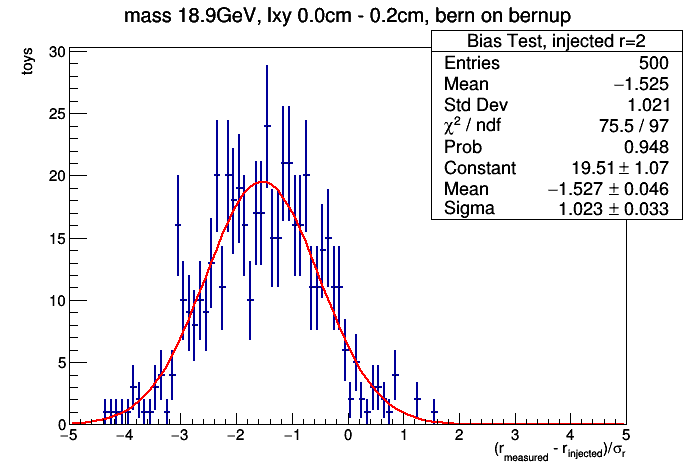 mass 18.9GeV, lxy 0.0cm - 0.2cm, bern on bernup
Bias Test, injected r=2
Entries 500
Mean −1.525
Std Dev 1.021
χ² / ndf 75.5 / 97
Prob 0.948
Constant 19.51 ± 1.07
Mean −1.527 ± 0.046
Sigma 1.023 ± 0.033
toys
30
25
20
15
10
5
0
−5 −4 −3 −2 −1 0 1 2 3 4 5
(r_measured - r_injected)/σ_r